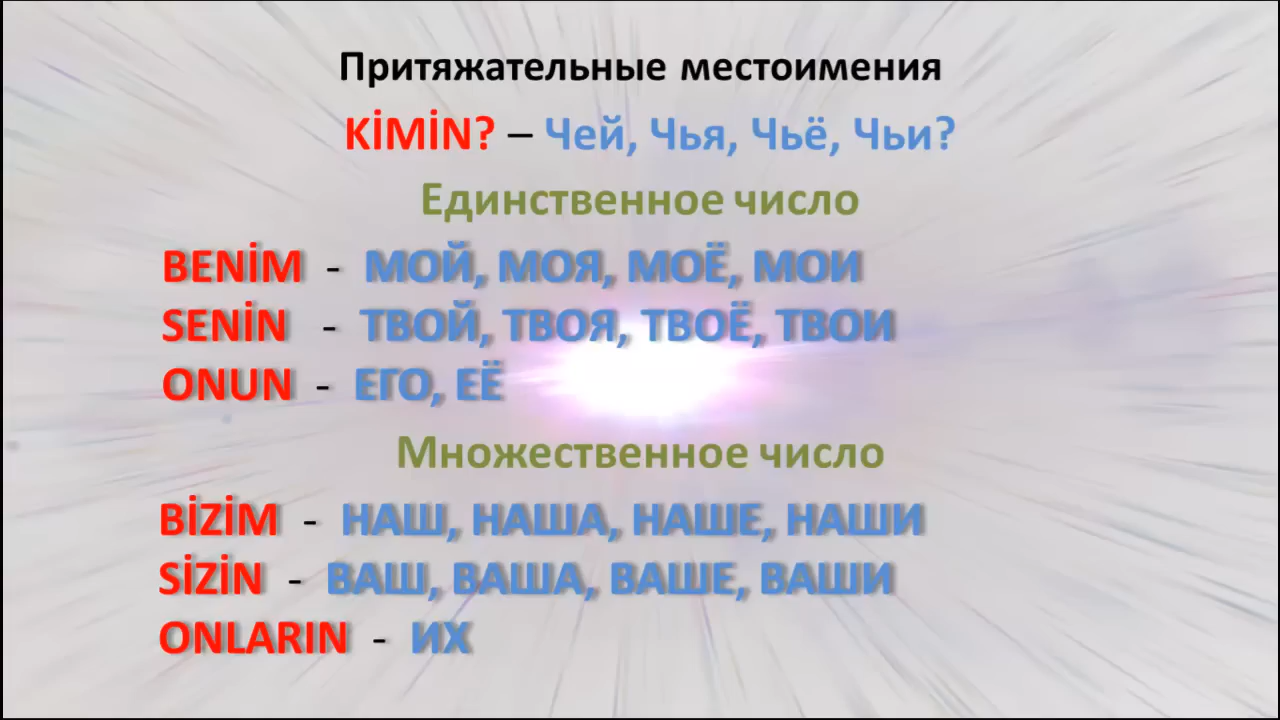 Притяжательные местоимения
KİMİN? – Чей, Чья, Чьё, Чьи?
Единственное число
BENİM - МОЙ, МОЯ, МОЁ, МОИ
SENİN - ТВОЙ, ТВОЯ, ТВОЁ, ТВОИ
ONUN - ЕГО, ЕЁ
Множественное число
BİZİM - НАШ, НАША, НАШЕ, НАШИ
SİZİN - ВАШ, ВАША, ВАШЕ, ВАШИ
ONLARIN - ИХ